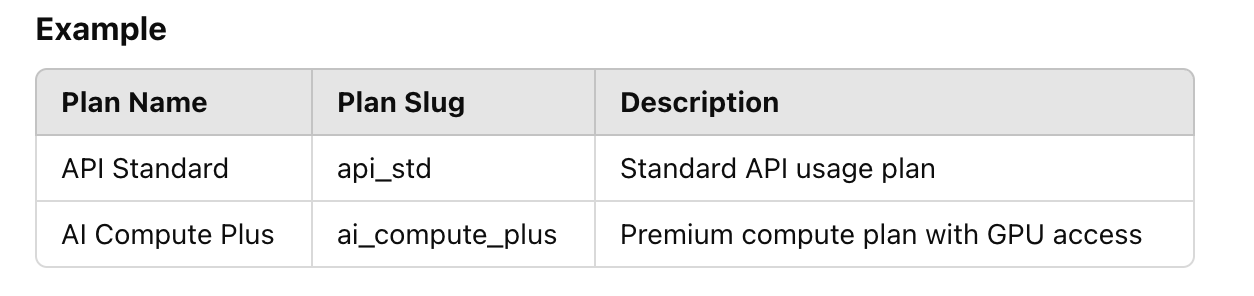 Example
Plan Name Plan Slug Description
API Standard api_std Standard API usage plan
AI Compute Plus ai_compute_plus Premium compute plan with GPU access